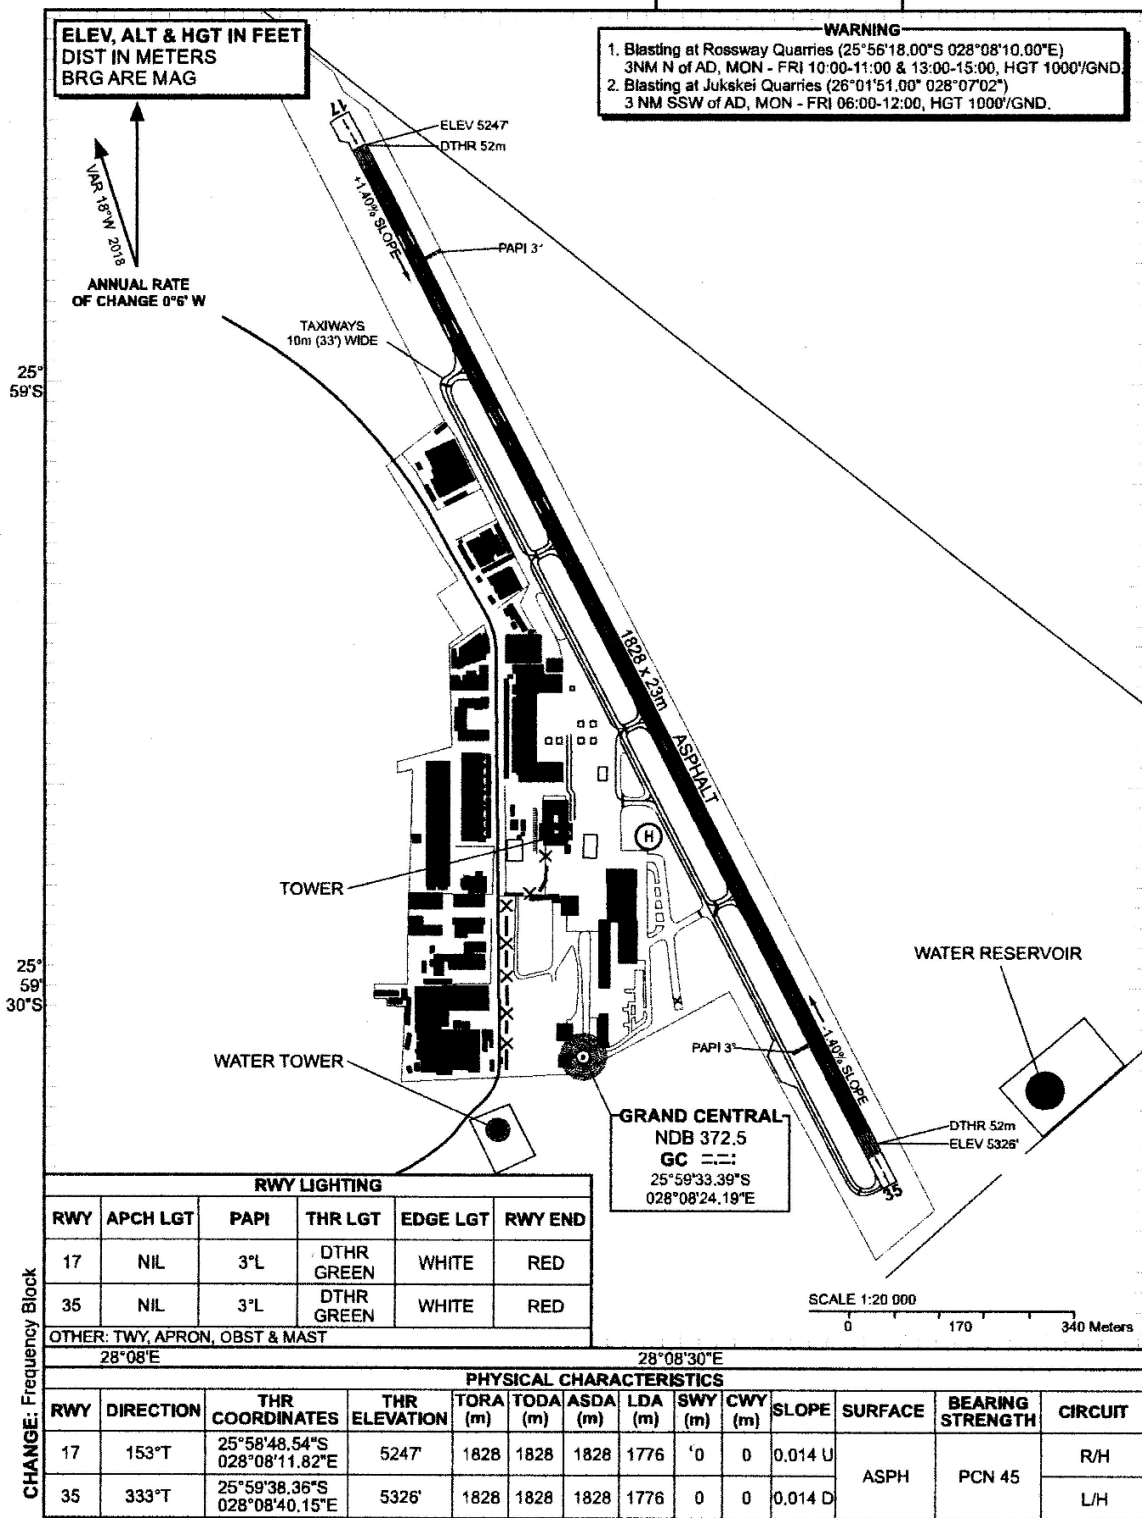 ELEV, ALT & HGT IN FEET
DIST IN METERS
BRG ARE MAG
WARNING
1. Blasting at Rossway Quarries (25°56'18.00"S 028°08'10.00"E)
3NM N of AD, MON - FRI 10:00-11:00 & 13:00-15:00, HGT 1000'/GND.
2. Blasting at Jukskei Quarries (26°01'51.00" 028°07'02")
3 NM SSW of AD, MON - FRI 06:00-12:00, HGT 1000'/GND.
VAR 18°W 2018
ANNUAL RATE
OF CHANGE 0°6' W
17
ELEV 5247'
DTHR 52m
+1.40% SLOPE
PAPI 3°
TAXIWAYS
10m (33') WIDE
25°
59'S
1828 x 23m
ASPHALT
H
TOWER
25°
59'
30"S
WATER RESERVOIR
WATER TOWER
PAPI 3°
-1.40% SLOPE
GRAND CENTRAL
NDB 372.5
GC
25°59'33.39"S
028°08'24.19"E
DTHR 52m
ELEV 5326'
35
RWY LIGHTING
RWY APCH LGT PAPI THR LGT EDGE LGT RWY END
17 NIL 3°L DTHR GREEN WHITE RED
35 NIL 3°L DTHR GREEN WHITE RED
OTHER: TWY, APRON, OBST & MAST
SCALE 1:20 000
0 170 340 Meters
28°08'E 28°08'30"E
CHANGE: Frequency Block
PHYSICAL CHARACTERISTICS
RWY DIRECTION THR COORDINATES THR ELEVATION TORA (m) TODA (m) ASDA (m) LDA (m) SWY (m) CWY (m) SLOPE SURFACE BEARING STRENGTH CIRCUIT
17 153°T 25°58'48.54"S 028°08'11.82"E 5247' 1828 1828 1828 1776 0 0 0.014 U ASPH PCN 45 R/H
35 333°T 25°59'38.36"S 028°08'40.15"E 5326' 1828 1828 1828 1776 0 0 0.014 D L/H